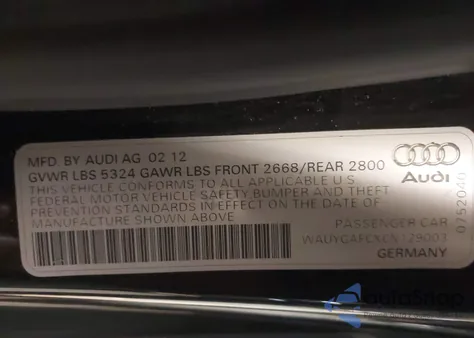 MFD. BY AUDI AG 02 12
GVWR LBS 5324 GAWR LBS FRONT 2668/REAR 2800
THIS VEHICLE CONFORMS TO ALL APPLICABLE U.S.
FEDERAL MOTOR VEHICLE SAFETY BUMPER AND THEFT
PREVENTION STANDARDS IN EFFECT ON THE DATE OF
MANUFACTURE SHOWN ABOVE
Audi
0752040
PASSENGER CAR
GERMANY
autoSnap